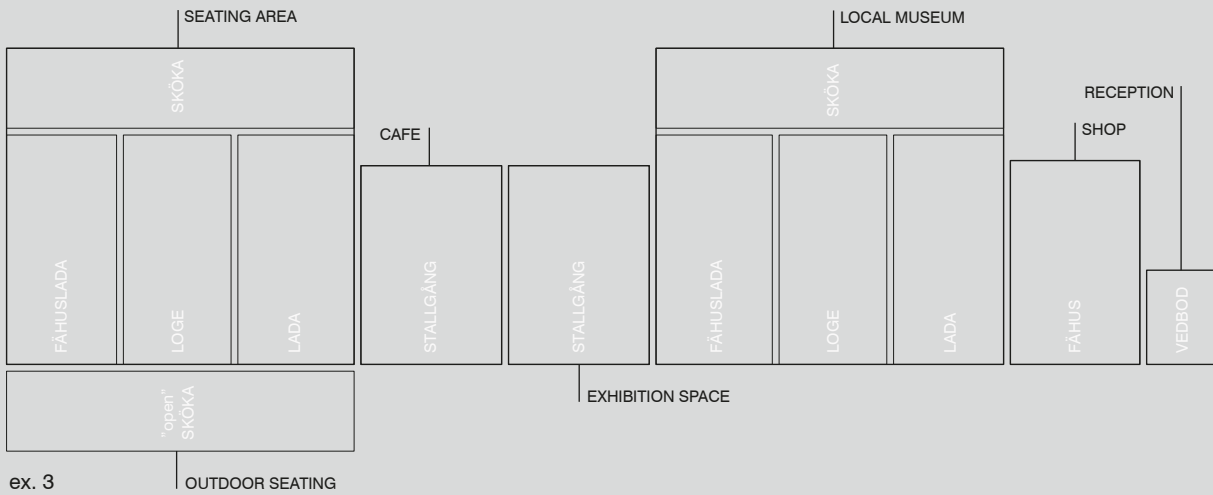 SEATING AREA
LOCAL MUSEUM
SKÖKA
SKÖKA
RECEPTION
CAFE
SHOP
FÄHUSLADA
LOGE
LADA
STALLGÅNG
STALLGÅNG
FÄHUSLADA
LOGE
LADA
FÄHUS
VEDBOD
EXHIBITION SPACE
"open"
SKÖKA
ex. 3
OUTDOOR SEATING